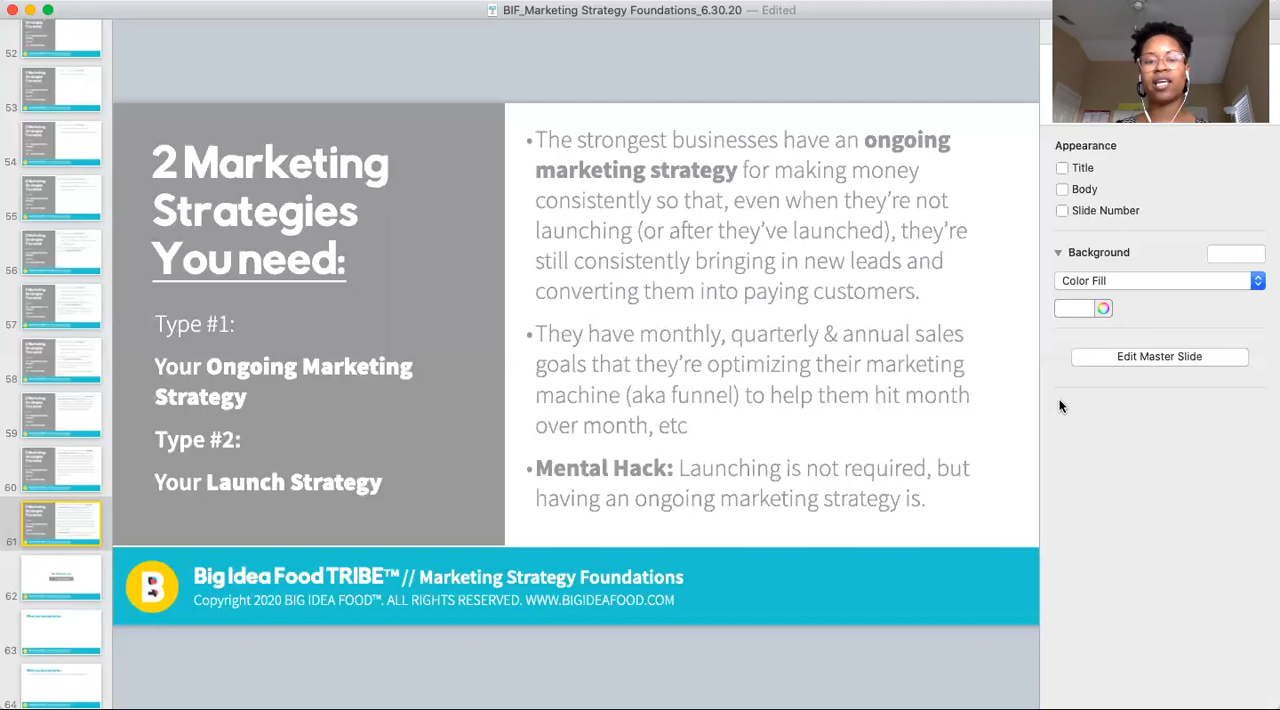 BIF_Marketing Strategy Foundations_6.30.20 — Edited
52
53
54
55
56
57
58
59
60
61
62
63
64
2 Marketing
Strategies
You need:
Type #1:
Your Ongoing Marketing
Strategy
Type #2:
Your Launch Strategy
•The strongest businesses have an ongoing
marketing strategy for making money
consistently so that, even when they’re not
launching (or after they’ve launched), they’re
still consistently bringing in new leads and
converting them into paying customers.
•They have monthly, quarterly & annual sales
goals that they’re optimizing their marketing
machine (aka funnel) to help them hit month
over month, etc
•Mental Hack: Launching is not required, but
having an ongoing marketing strategy is.
B
Big Idea Food TRIBE™ // Marketing Strategy Foundations
Copyright 2020 BIG IDEA FOOD™. ALL RIGHTS RESERVED. WWW.BIGIDEAFOOD.COM
Appearance
Title
Body
Slide Number
Background
Color Fill
Edit Master Slide